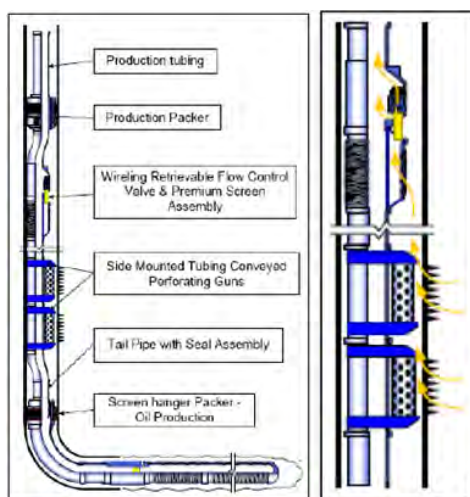 Production tubing
Production Packer
Wireling Retrievable Flow Control
Valve & Premium Screen
Assembly
Side Mounted Tubing Conveyed
Perforating Guns
Tail Pipe with Seal Assembly
Screen hanger Packer -
Oil Production